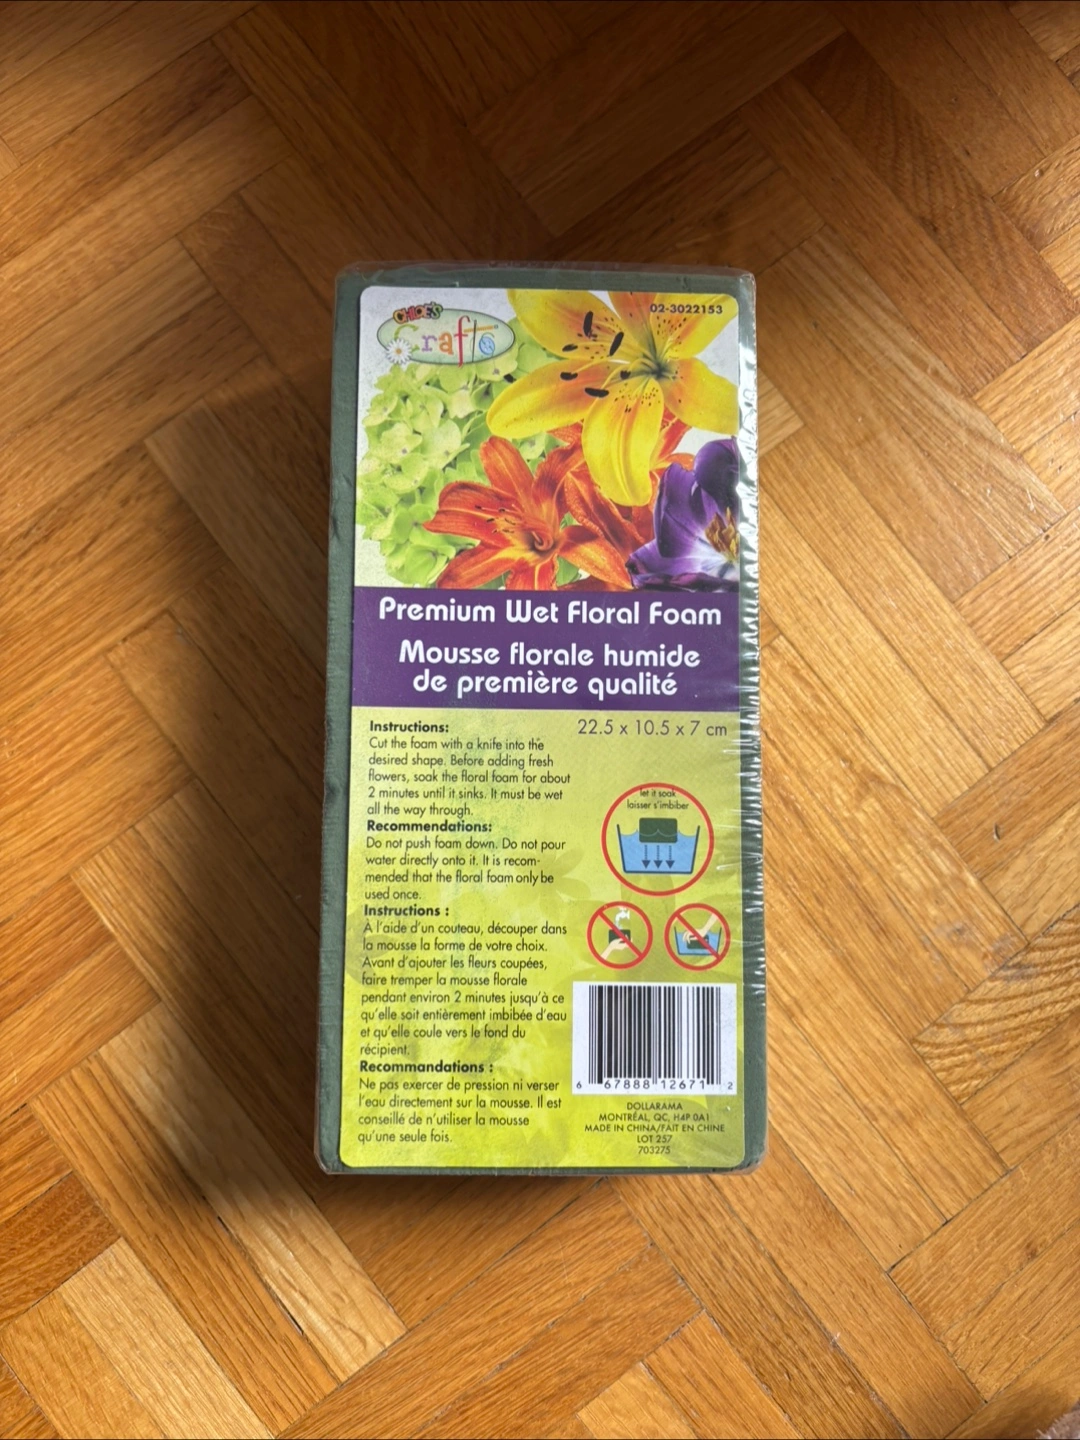 CHLOE'S
Crafts
02-3022153
Premium Wet Floral Foam
Mousse florale humide
de première qualité
22.5 x 10.5 x 7 cm
Instructions:
Cut the foam with a knife into the
desired shape. Before adding fresh
flowers, soak the floral foam for about
2 minutes until it sinks. It must be wet
all the way through.
Recommendations:
Do not push foam down. Do not pour
water directly onto it. It is recom-
mended that the floral foam only be
used once.
Instructions :
À l'aide d'un couteau, découper dans
la mousse la forme de votre choix.
Avant d'ajouter les fleurs coupées,
faire tremper la mousse florale
pendant environ 2 minutes jusqu'à ce
qu'elle soit entièrement imbibée d'eau
et qu'elle coule vers le fond du
récipient.
Recommandations :
Ne pas exercer de pression ni verser
l'eau directement sur la mousse. Il est
conseillé de n'utiliser la mousse
qu'une seule fois.
let it soak
laisser s'imbiber
6 67888 12671 2
DOLLARAMA
MONTRÉAL, QC, H4P 0A1
MADE IN CHINA/FAIT EN CHINE
LOT 257
703275